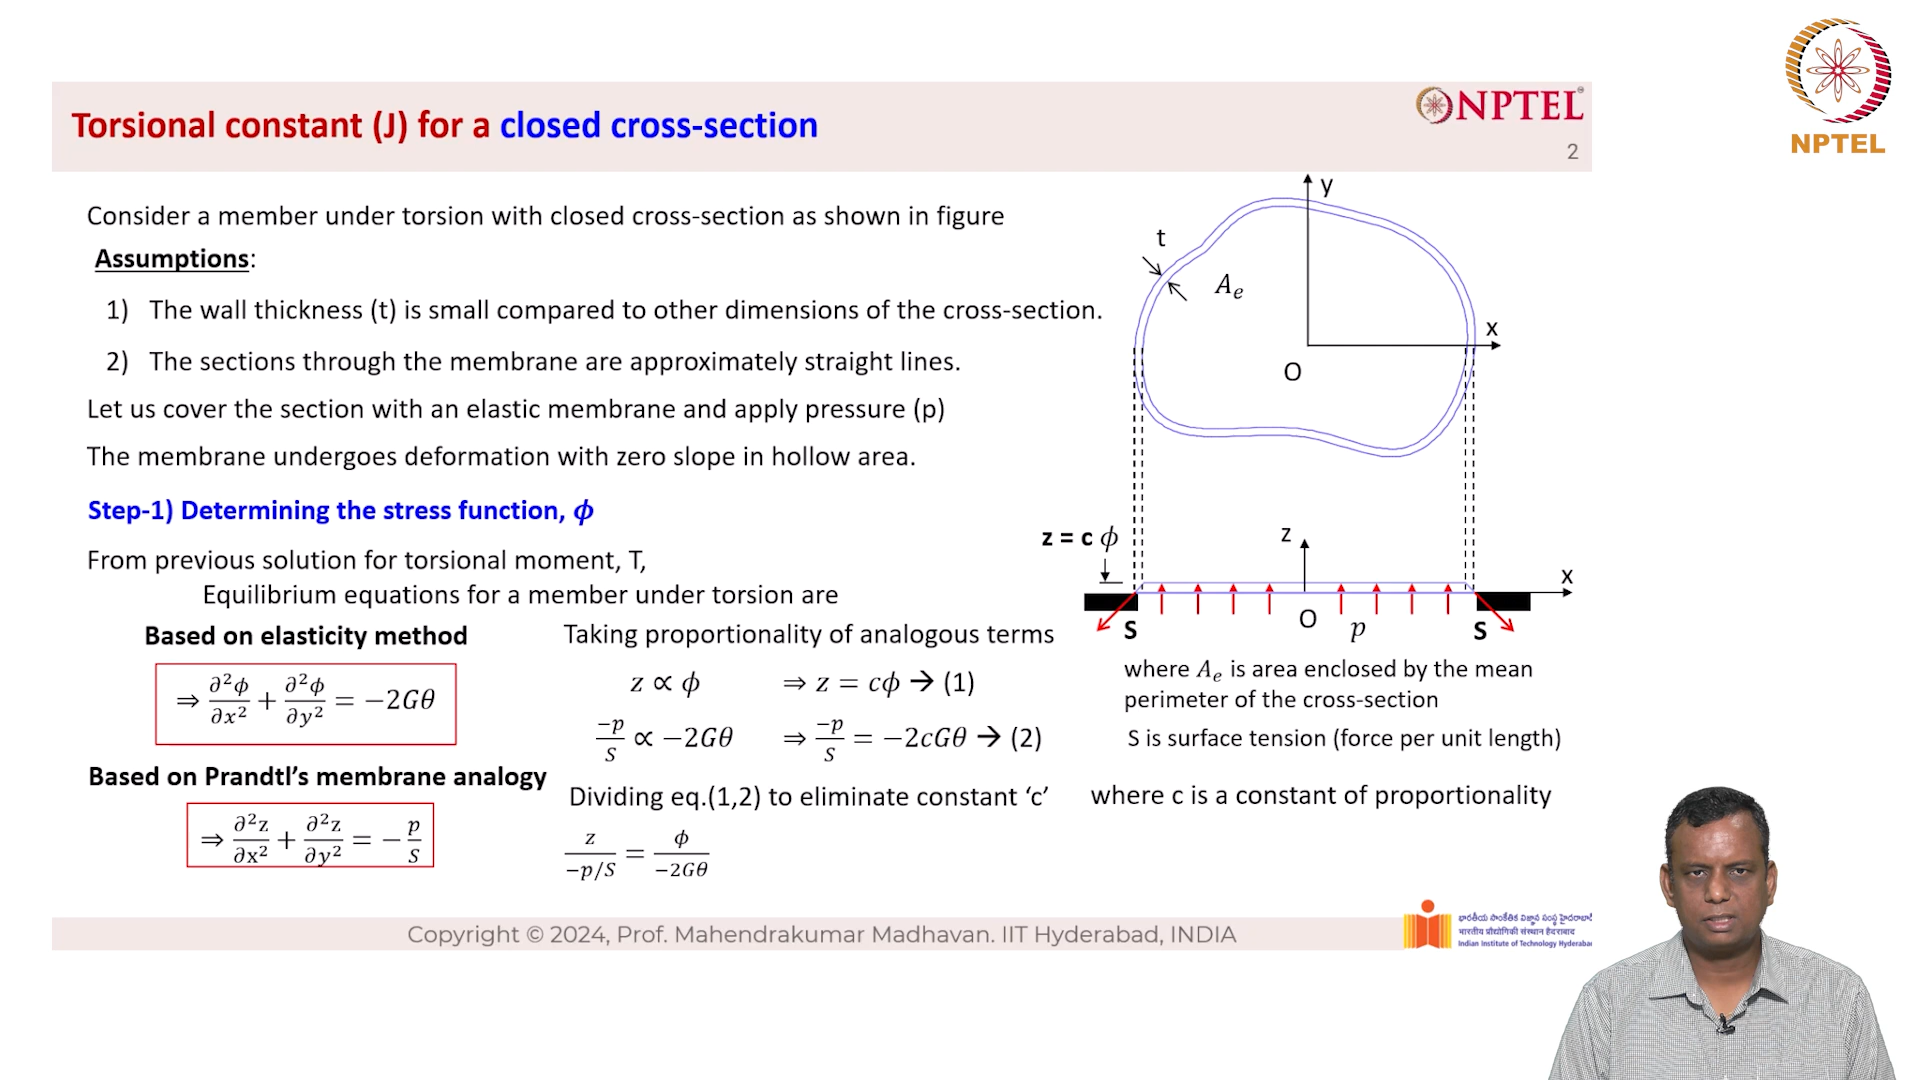 NPTEL
Torsional constant (J) for a closed cross-section
NPTEL
2
Consider a member under torsion with closed cross-section as shown in figure
Assumptions:
1) The wall thickness (t) is small compared to other dimensions of the cross-section.
2) The sections through the membrane are approximately straight lines.
Let us cover the section with an elastic membrane and apply pressure (p)
The membrane undergoes deformation with zero slope in hollow area.
Step-1) Determining the stress function, ϕ
From previous solution for torsional moment, T,
Equilibrium equations for a member under torsion are
Based on elasticity method
⇒ ∂²ϕ/∂x² + ∂²ϕ/∂y² = −2Gθ
Based on Prandtl’s membrane analogy
⇒ ∂²z/∂x² + ∂²z/∂y² = − p/S
Taking proportionality of analogous terms
z ∝ ϕ ⇒ z = cϕ → (1)
−p/S ∝ −2Gθ ⇒ −p/S = −2cGθ → (2)
Dividing eq.(1,2) to eliminate constant ‘c’
z/(−p/S) = ϕ/(−2Gθ)
y
t
Aₑ
x
O
z = c ϕ
z
x
S
O
p
S
where Aₑ is area enclosed by the mean
perimeter of the cross-section
S is surface tension (force per unit length)
where c is a constant of proportionality
Copyright © 2024, Prof. Mahendrakumar Madhavan. IIT Hyderabad, INDIA
भारतीय प्रौद्योगिकी संस्थान हैदराबाद
Indian Institute of Technology Hyderabad